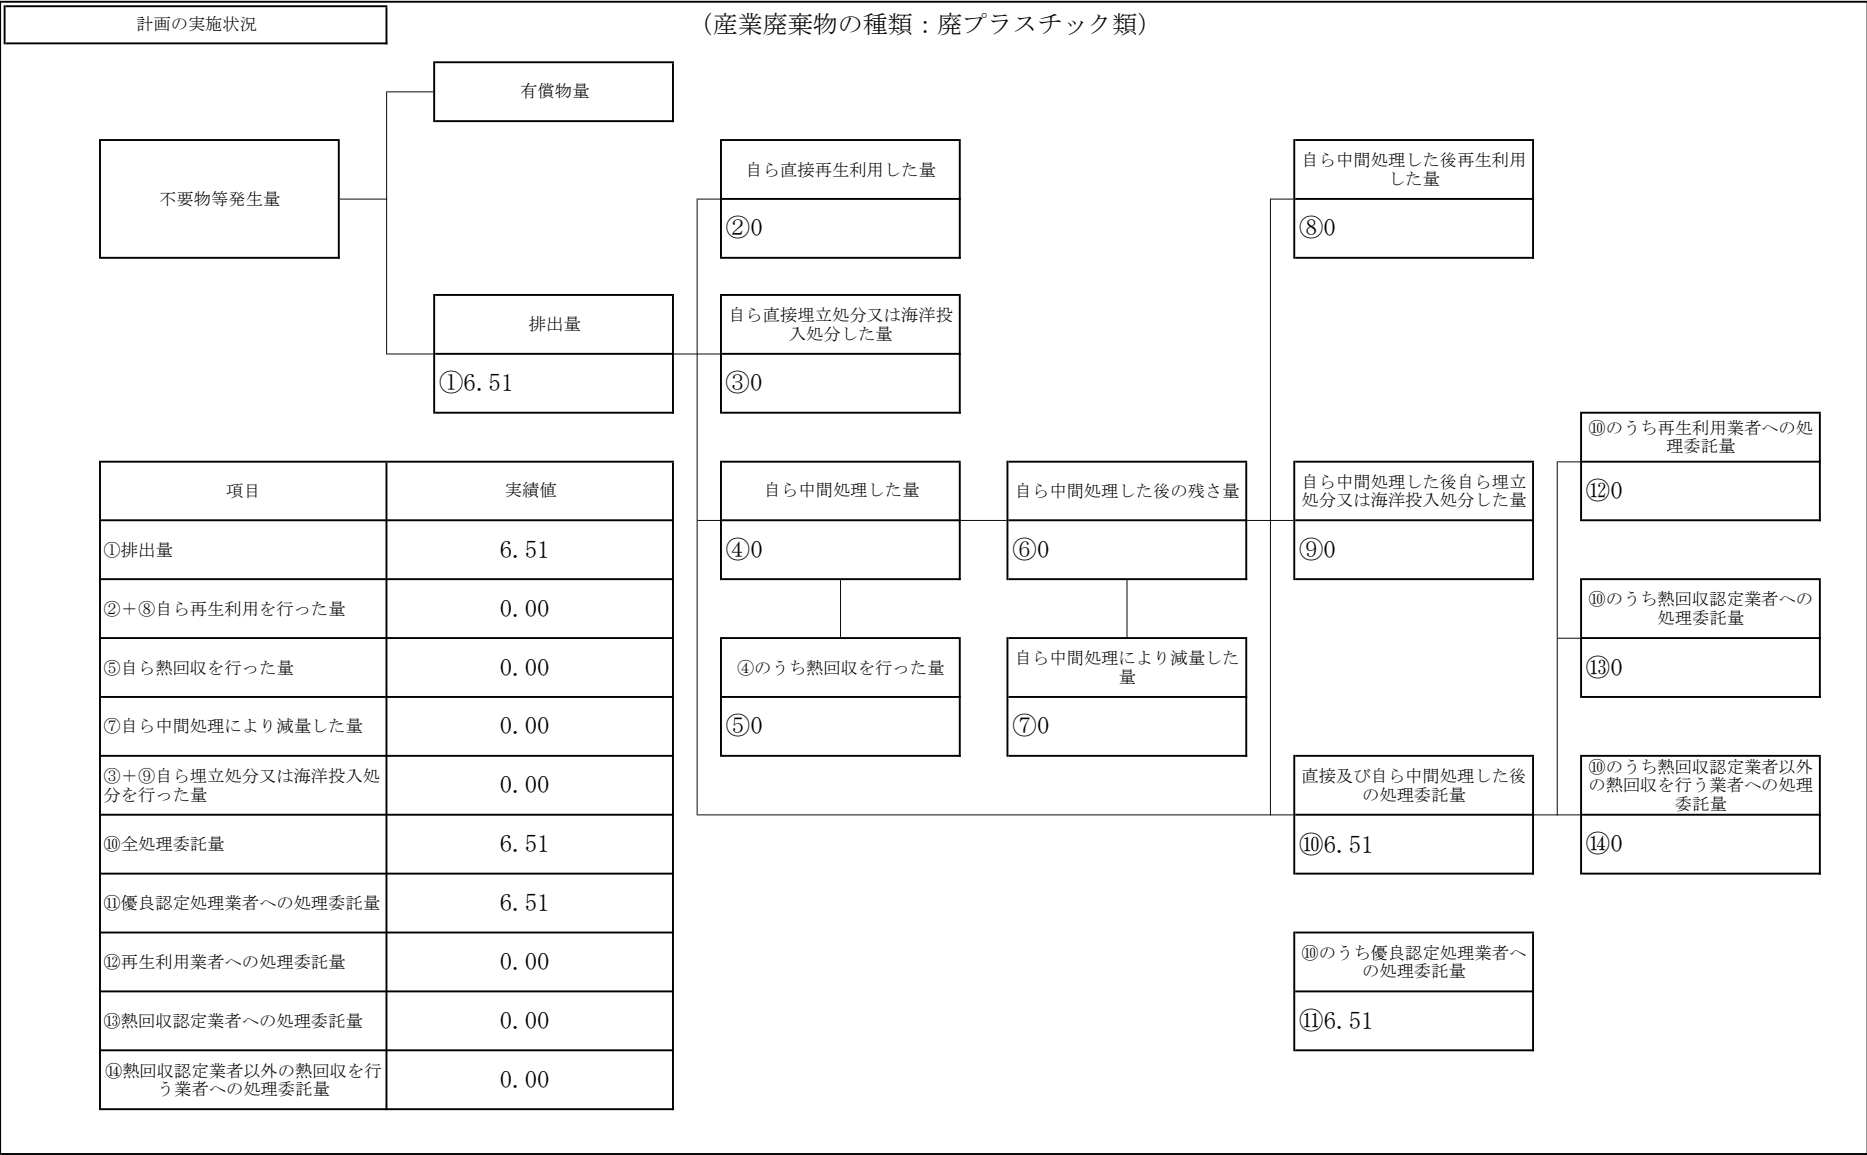 計画の実施状況
（産業廃棄物の種類：廃プラスチック類）
有償物量
不要物等発生量
自ら直接再生利用した量
②0
自ら中間処理した後再生利用
した量
⑧0
排出量
①6.51
自ら直接埋立処分又は海洋投
入処分した量
③0
⑩のうち再生利用業者への処
理委託量
⑫0
項目
実績値
①排出量
6.51
②＋⑧自ら再生利用を行った量
0.00
⑤自ら熱回収を行った量
0.00
⑦自ら中間処理により減量した量
0.00
③＋⑨自ら埋立処分又は海洋投入処
分を行った量
0.00
⑩全処理委託量
6.51
⑪優良認定処理業者への処理委託量
6.51
⑫再生利用業者への処理委託量
0.00
⑬熱回収認定業者への処理委託量
0.00
⑭熱回収認定業者以外の熱回収を行
う業者への処理委託量
0.00
自ら中間処理した量
④0
自ら中間処理した後の残さ量
⑥0
自ら中間処理した後自ら埋立
処分又は海洋投入処分した量
⑨0
⑩のうち熱回収認定業者への
処理委託量
⑬0
④のうち熱回収を行った量
⑤0
自ら中間処理により減量した
量
⑦0
直接及び自ら中間処理した後
の処理委託量
⑩6.51
⑩のうち熱回収認定業者以外
の熱回収を行う業者への処理
委託量
⑭0
⑩のうち優良認定処理業者へ
の処理委託量
⑪6.51